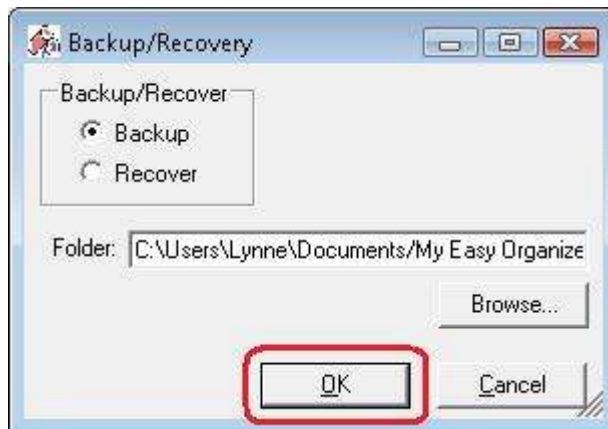 Backup/Recovery
Backup/Recover
Backup
Recover
Folder: C:\Users\Lynne\Documents/My Easy Organize
Browse...
OK Cancel